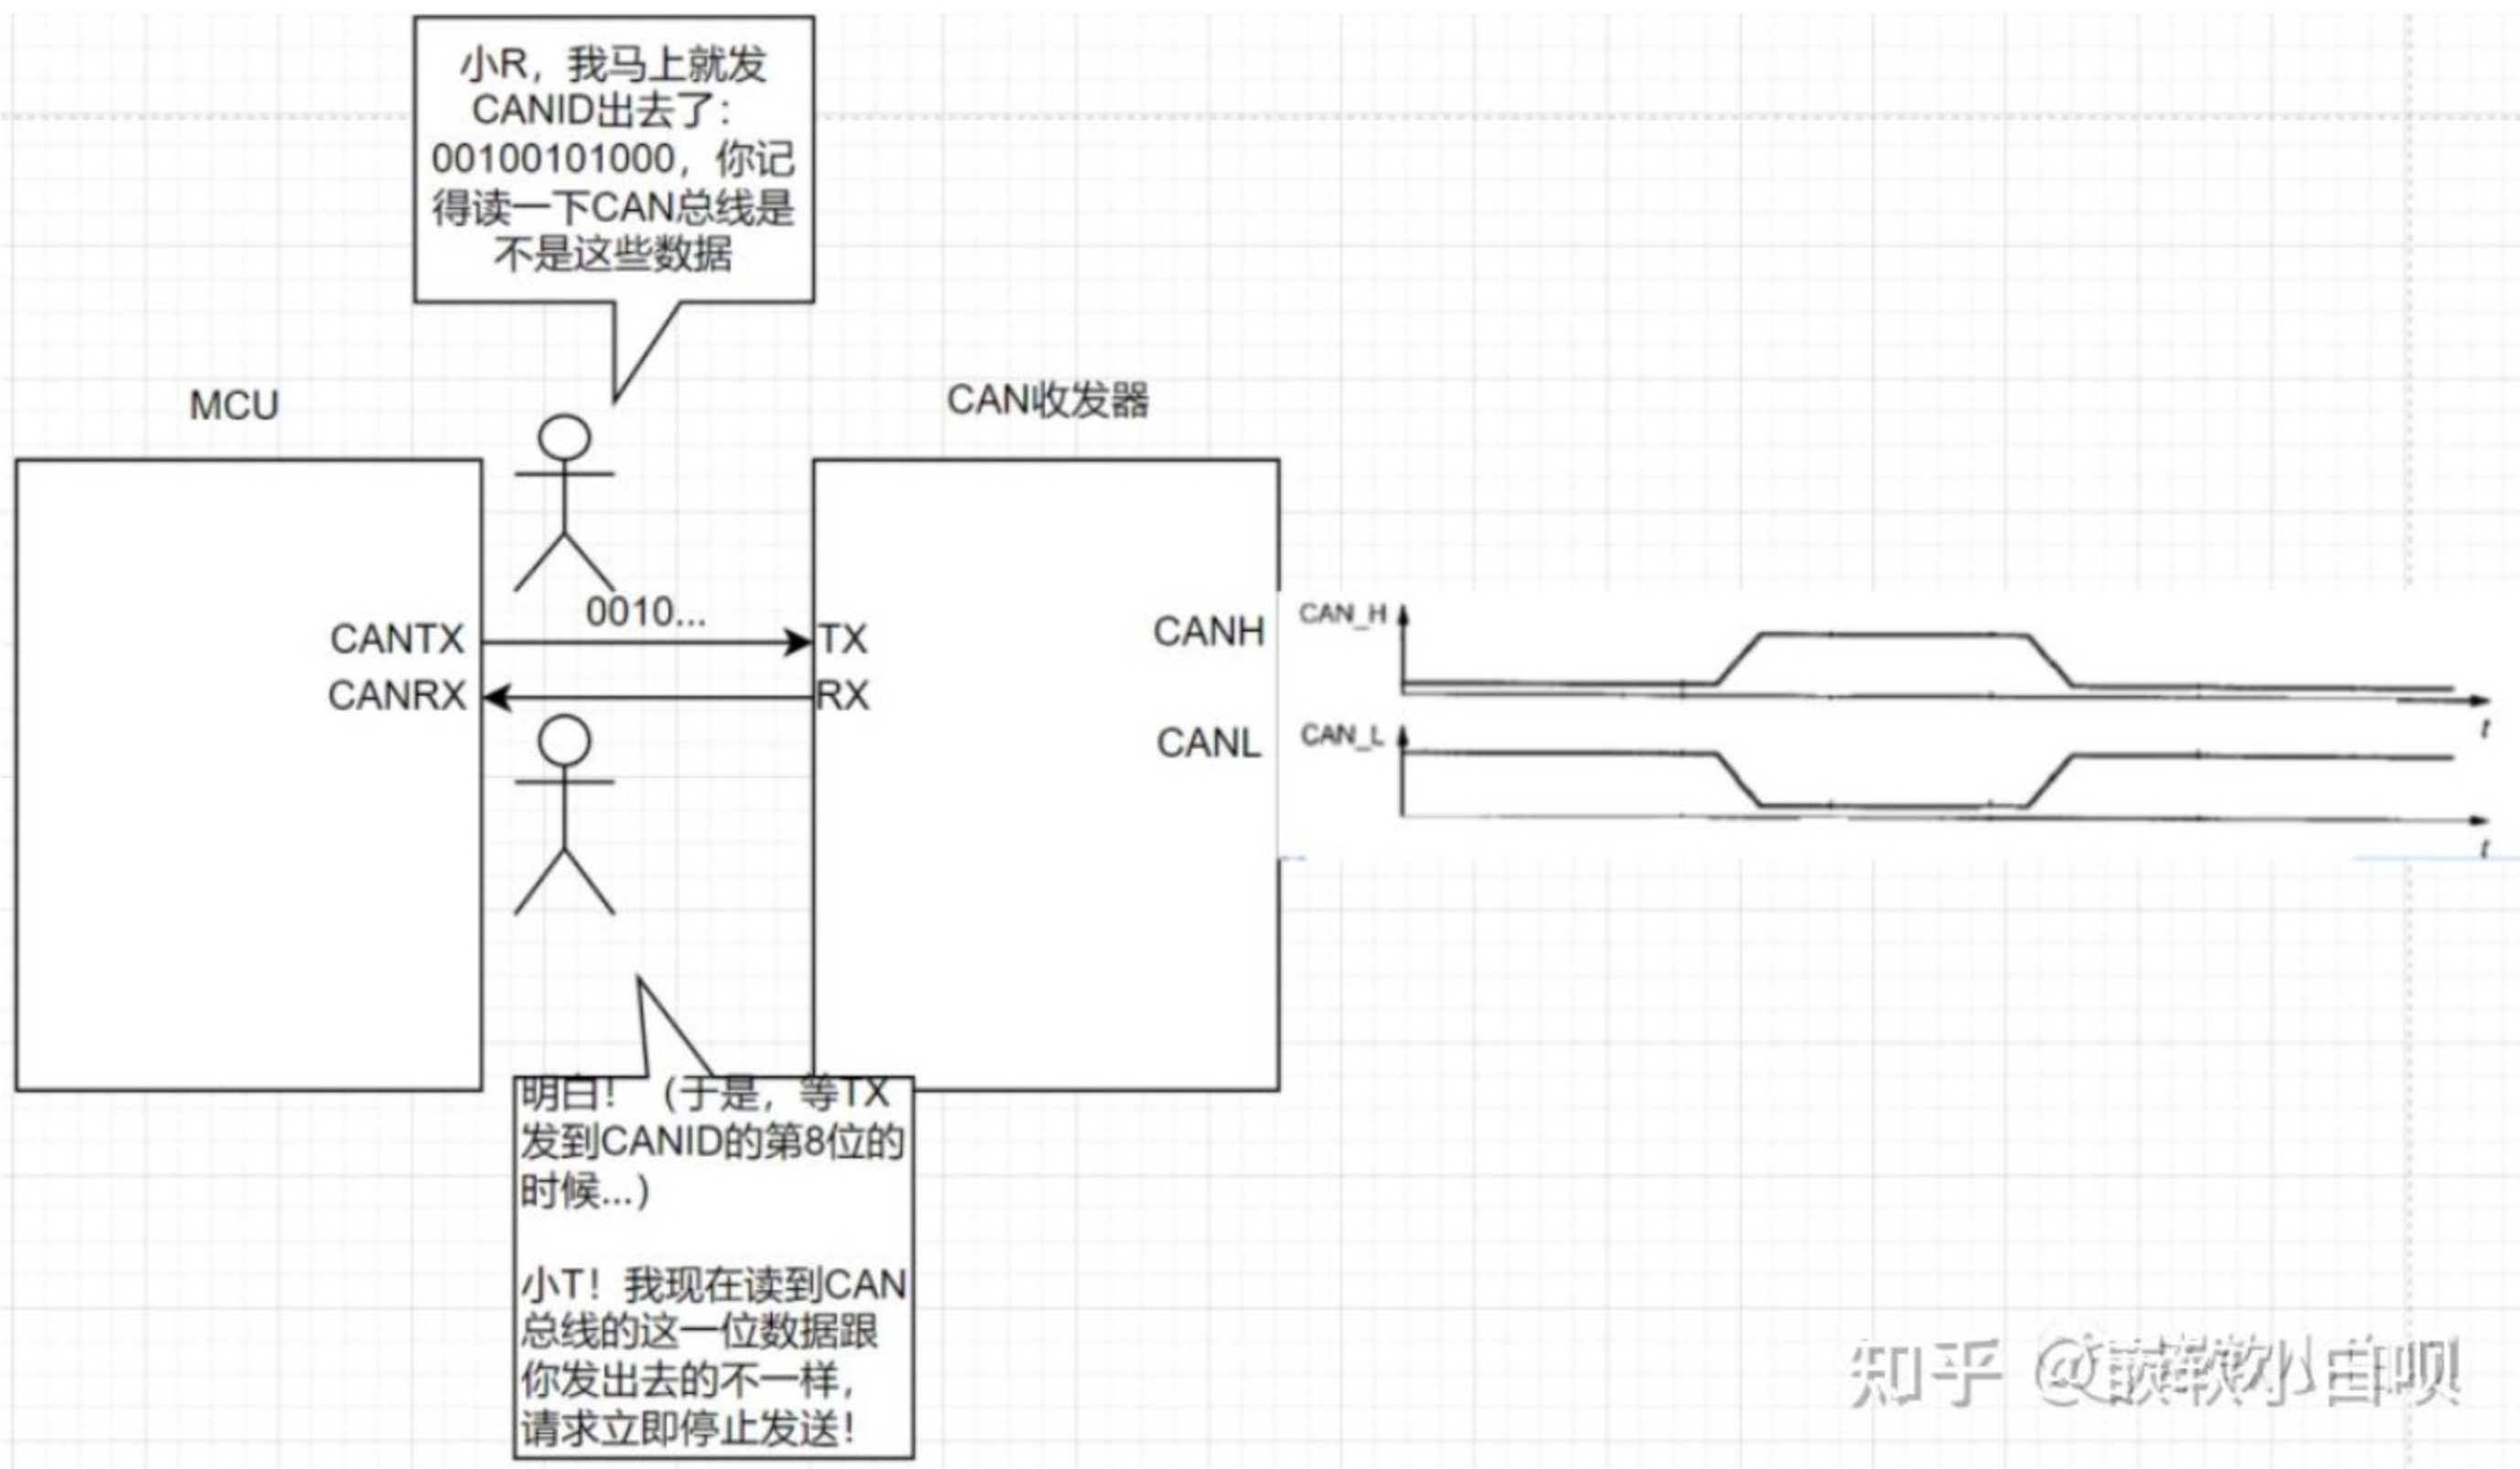 小R，我马上就发
CANID出去了：
00100101000，你记
得读一下CAN总线是
不是这些数据
MCU
CAN收发器
0010...
CANTX
TX
CANRX
RX
CANH
CANL
CAN_H
t
CAN_L
t
明白！（于是，等TX
发到CANID的第8位的
时候...）
小T！我现在读到CAN
总线的这一位数据跟
你发出去的不一样，
请求立即停止发送！
知乎 @嵌软小白呗